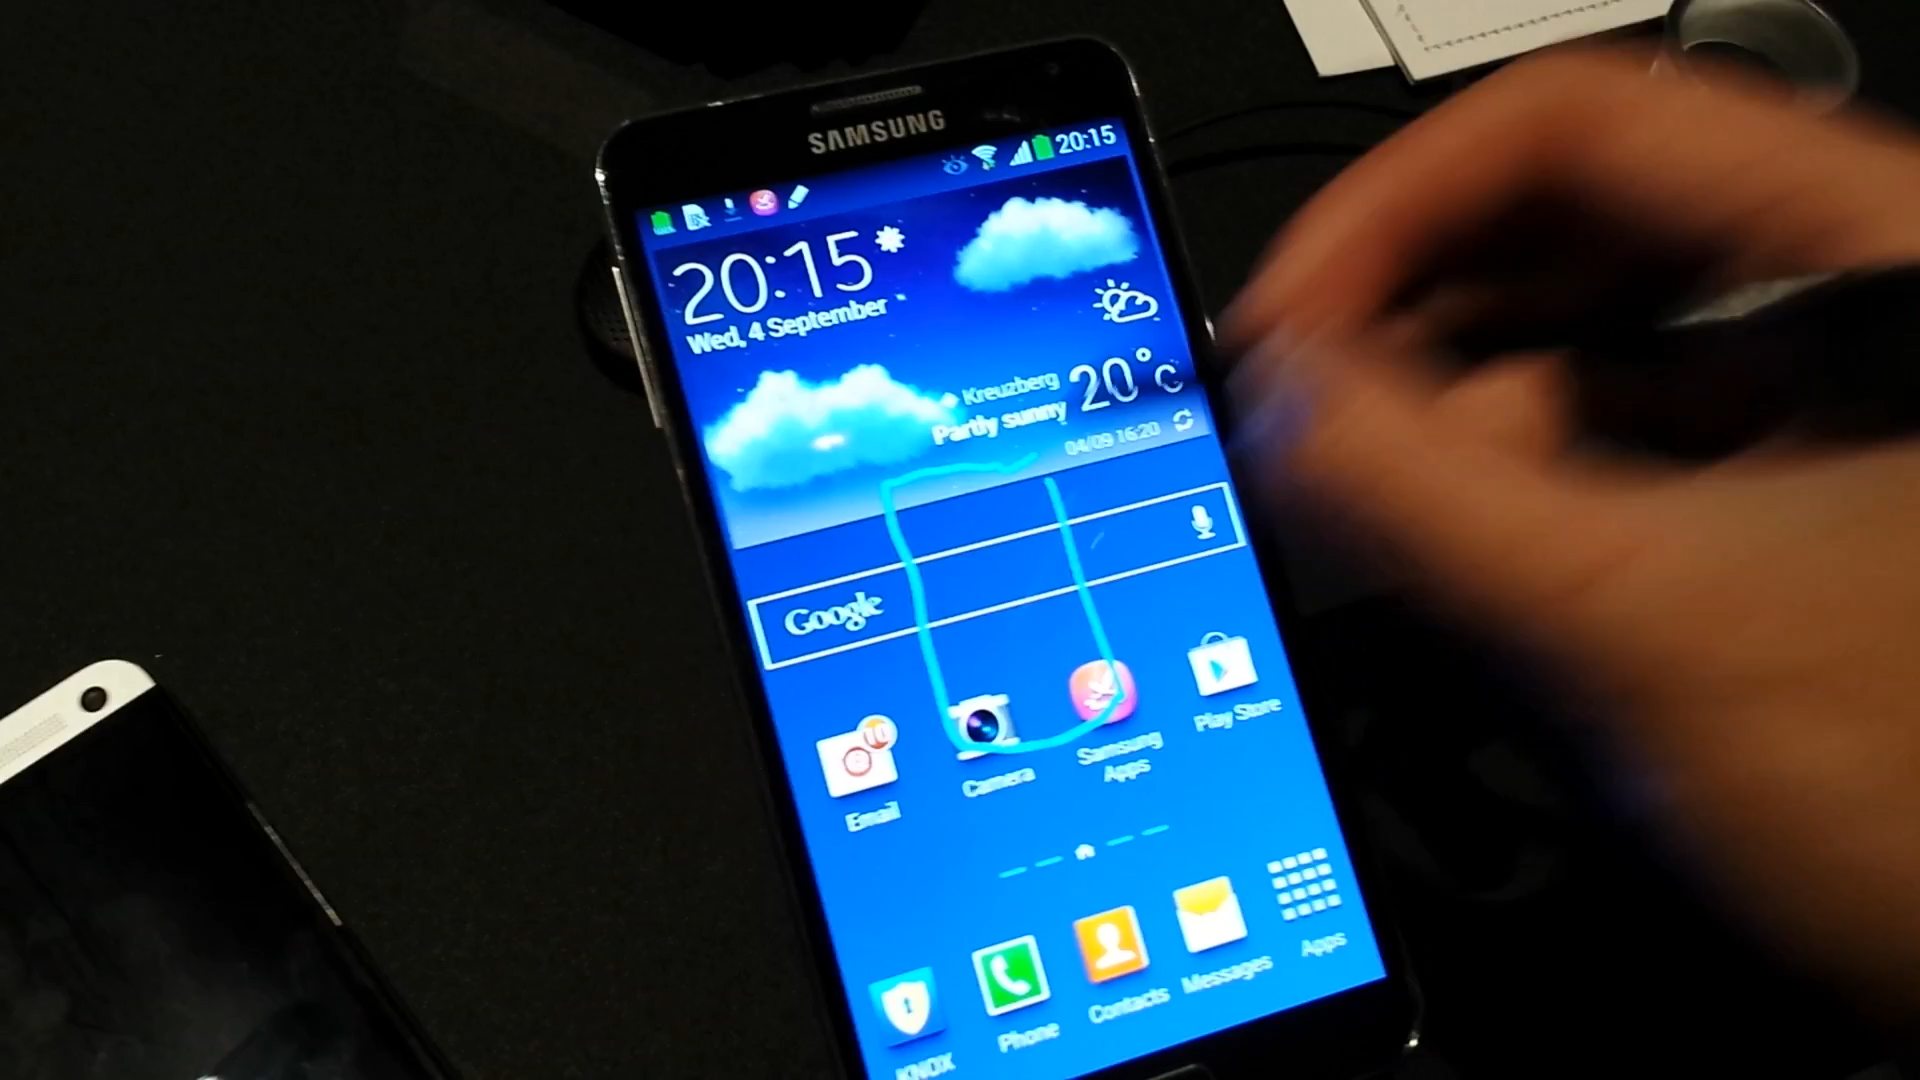 SAMSUNG
20:15
20:15
Wed, 4 September
Kreuzberg
Partly sunny
20°C
04/09 16:20
Google
10
Email
Camera
Samsung
Apps
Play Store
KNOX
Phone
Contacts
Messages
Apps